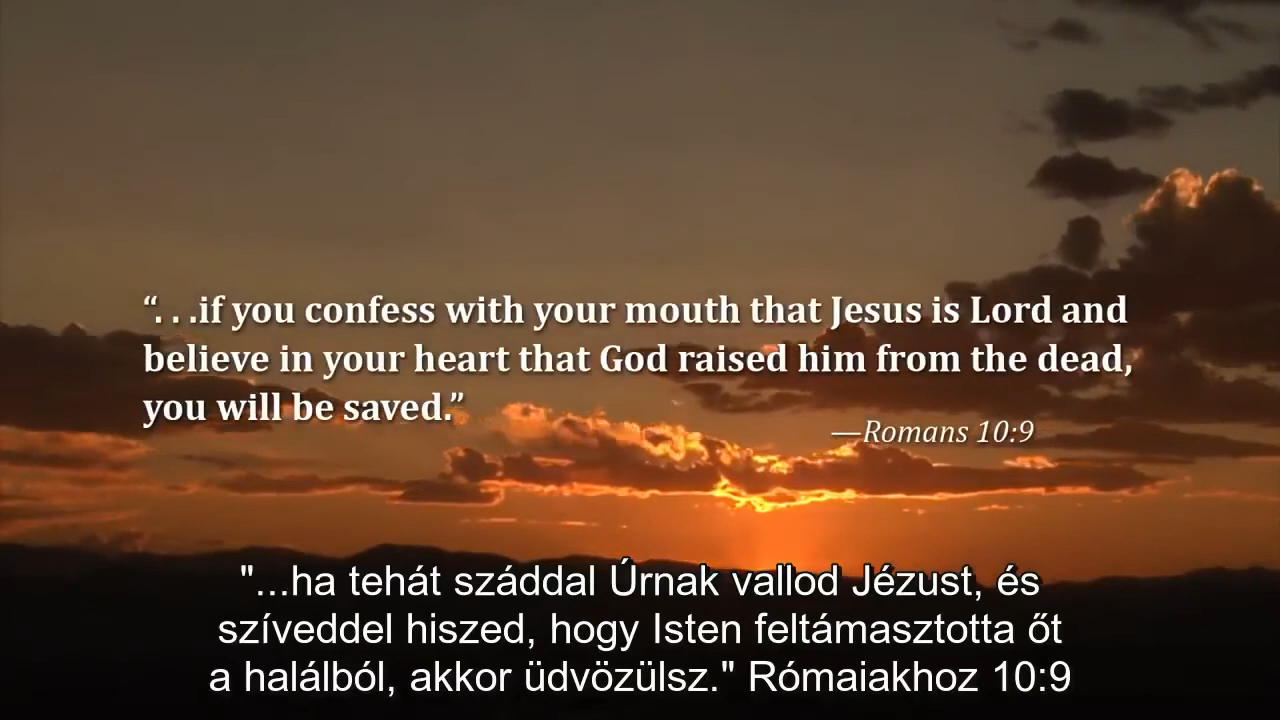 “. . .if you confess with your mouth that Jesus is Lord and
believe in your heart that God raised him from the dead,
you will be saved.”
—Romans 10:9
"...ha tehát száddal Úrnak vallod Jézust, és
szíveddel hiszed, hogy Isten feltámasztotta őt
a halálból, akkor üdvözülsz." Rómaiakhoz 10:9